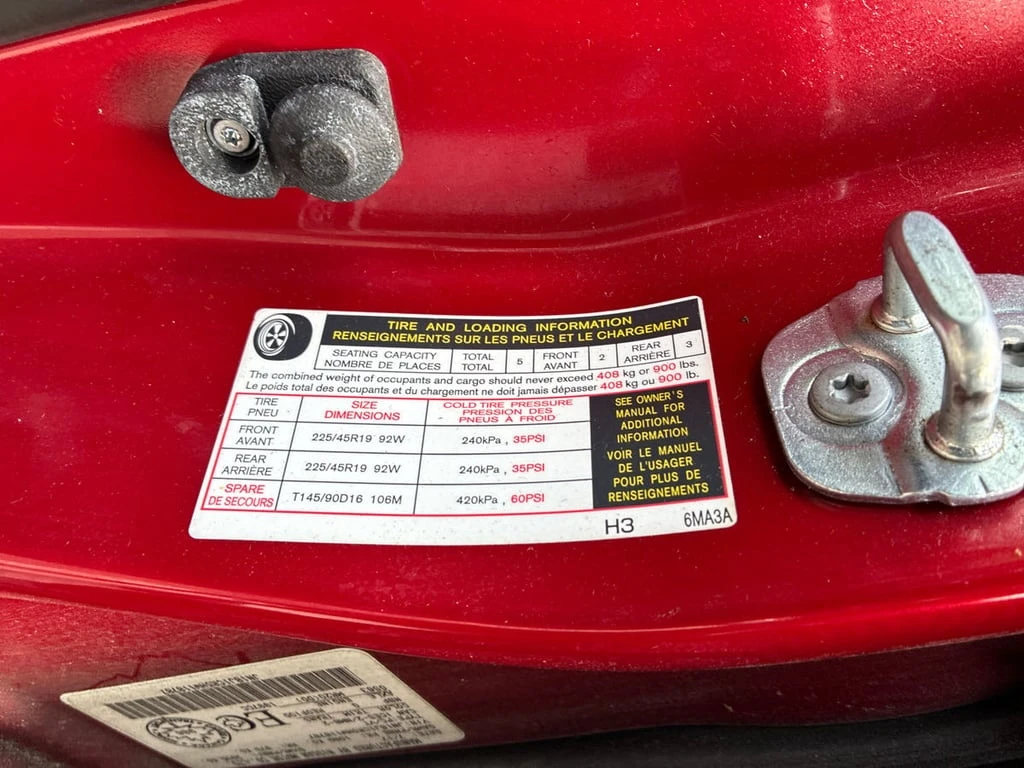 TIRE AND LOADING INFORMATION
RENSEIGNEMENTS SUR LES PNEUS ET LE CHARGEMENT
SEATING CAPACITY
NOMBRE DE PLACES
TOTAL
TOTAL
5
FRONT
AVANT
2
REAR
ARRIÈRE
3
The combined weight of occupants and cargo should never exceed 408 kg or 900 lbs.
Le poids total des occupants et du chargement ne doit jamais dépasser 408 kg ou 900 lb.
TIRE
PNEU
SIZE
DIMENSIONS
COLD TIRE PRESSURE
PRESSION DES
PNEUS À FROID
FRONT
AVANT
225/45R19 92W
240kPa , 35PSI
REAR
ARRIÈRE
225/45R19 92W
240kPa , 35PSI
SPARE
DE SECOURS
T145/90D16 106M
420kPa , 60PSI
SEE OWNER'S
MANUAL FOR
ADDITIONAL
INFORMATION
VOIR LE MANUEL
DE L'USAGER
POUR PLUS DE
RENSEIGNEMENTS
H3 6MA3A